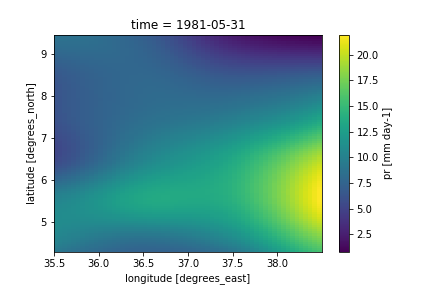 time = 1981-05-31
9
8
7
6
5
latitude [degrees_north]
35.5 36.0 36.5 37.0 37.5 38.0
longitude [degrees_east]
20.0
17.5
15.0
12.5
10.0
7.5
5.0
2.5
pr [mm day-1]